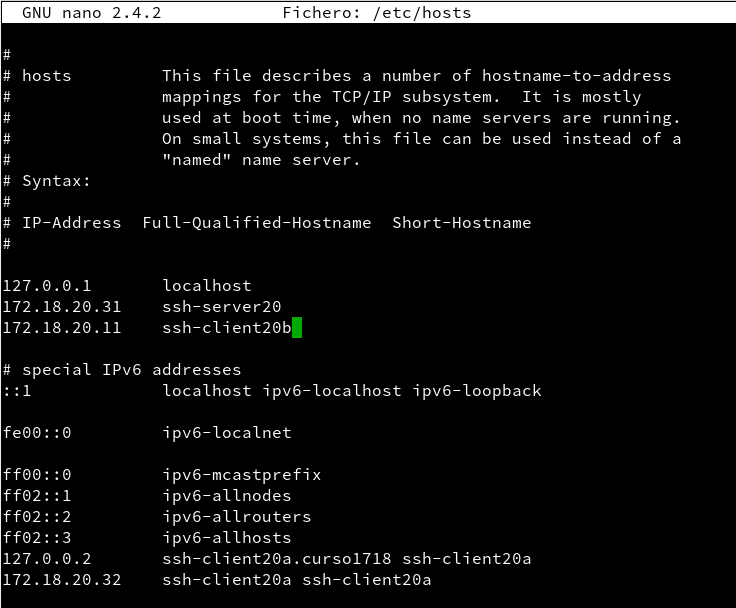 GNU nano 2.4.2            Fichero: /etc/hosts
#
# hosts         This file describes a number of hostname-to-address
#               mappings for the TCP/IP subsystem.  It is mostly
#               used at boot time, when no name servers are running.
#               On small systems, this file can be used instead of a
#               "named" name server.
# Syntax:
#
# IP-Address  Full-Qualified-Hostname  Short-Hostname
#
127.0.0.1       localhost
172.18.20.31    ssh-server20
172.18.20.11    ssh-client20b
# special IPv6 addresses
::1             localhost ipv6-localhost ipv6-loopback
fe00::0         ipv6-localnet
ff00::0         ipv6-mcastprefix
ff02::1         ipv6-allnodes
ff02::2         ipv6-allrouters
ff02::3         ipv6-allhosts
127.0.0.2       ssh-client20a.curso1718 ssh-client20a
172.18.20.32    ssh-client20a ssh-client20a